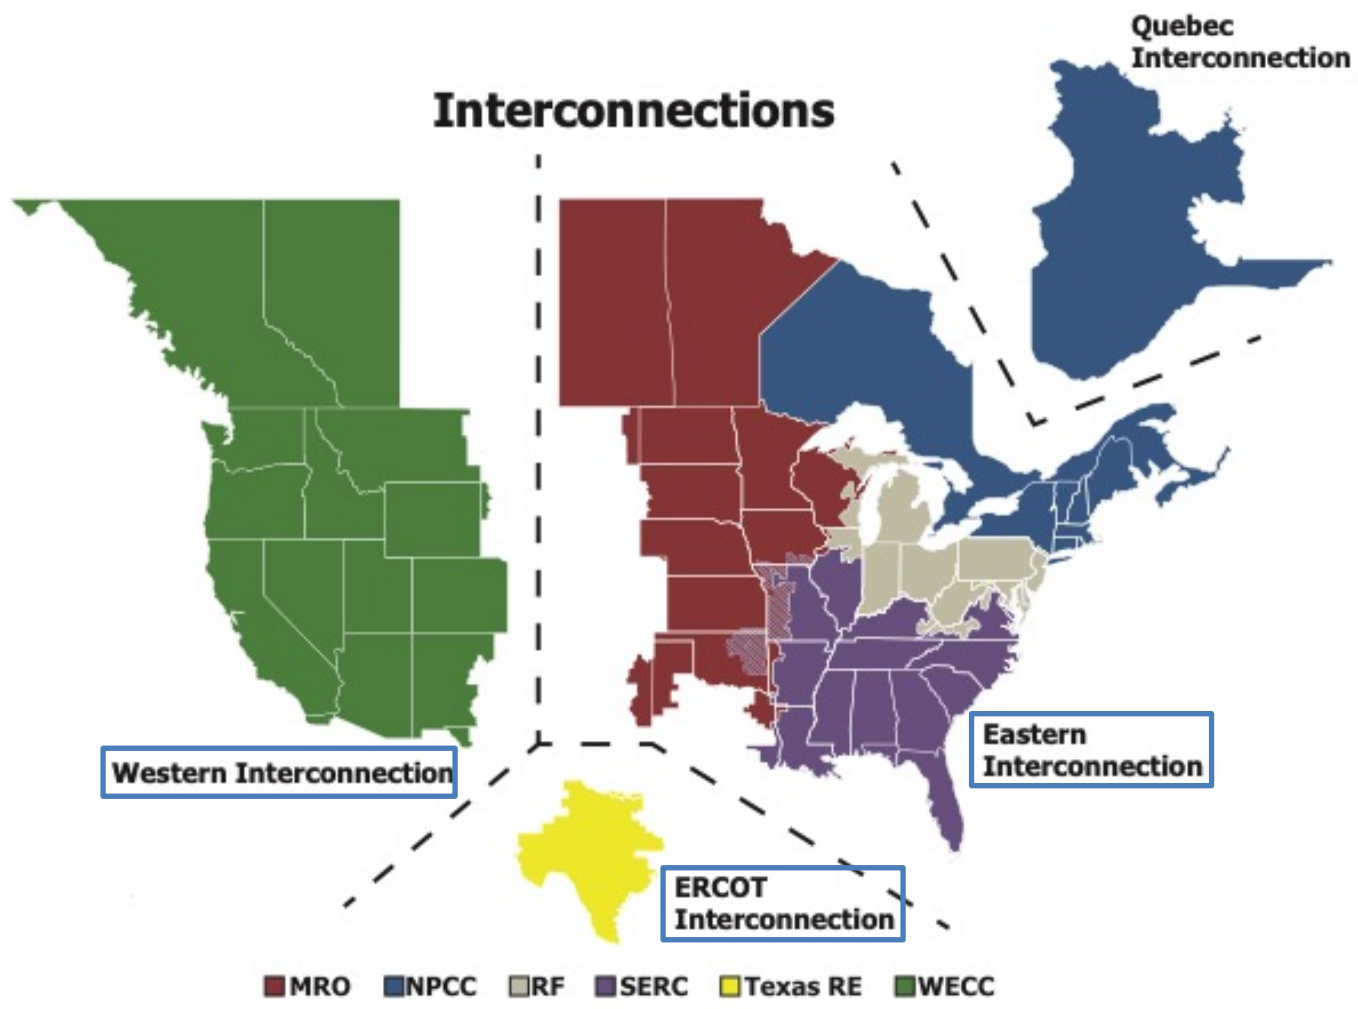 Quebec
Interconnection
Interconnections
Western Interconnection
Eastern
Interconnection
ERCOT
Interconnection
MRO NPCC RF SERC Texas RE WECC